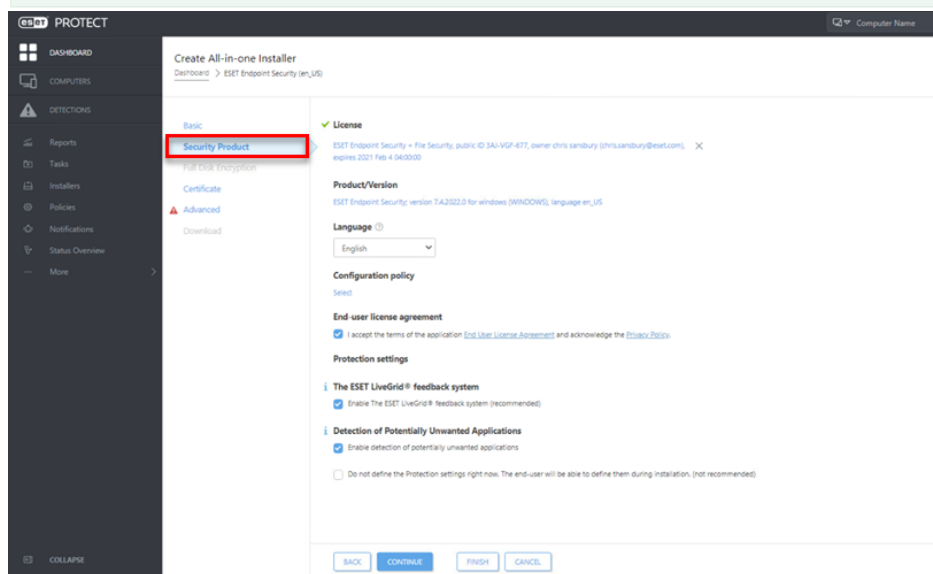 eset PROTECT
Computer Name
DASHBOARD
COMPUTERS
DETECTIONS
Reports
Tasks
Installers
Policies
Notifications
Status Overview
More
COLLAPSE
Create All-in-one Installer
Dashboard > ESET Endpoint Security (en_US)
Basic
Security Product
Full Disk Encryption
Certificate
Advanced
Download
License
ESET Endpoint Security + File Security, public ID 3AJ-VGF-677, owner chris sansbury (chris.sansbury@eset.com),
expires 2021 Feb 4 04:00:00
Product/Version
ESET Endpoint Security; version 7.4.2022.0 for windows (WINDOWS), language en_US
Language
English
Configuration policy
Select
End-user license agreement
I accept the terms of the application End User License Agreement and acknowledge the Privacy Policy.
Protection settings
The ESET LiveGrid® feedback system
Enable The ESET LiveGrid® feedback system (recommended)
Detection of Potentially Unwanted Applications
Enable detection of potentially unwanted applications
Do not define the Protection settings right now. The end-user will be able to define them during installation. (not recommended)
BACK
CONTINUE
FINISH
CANCEL